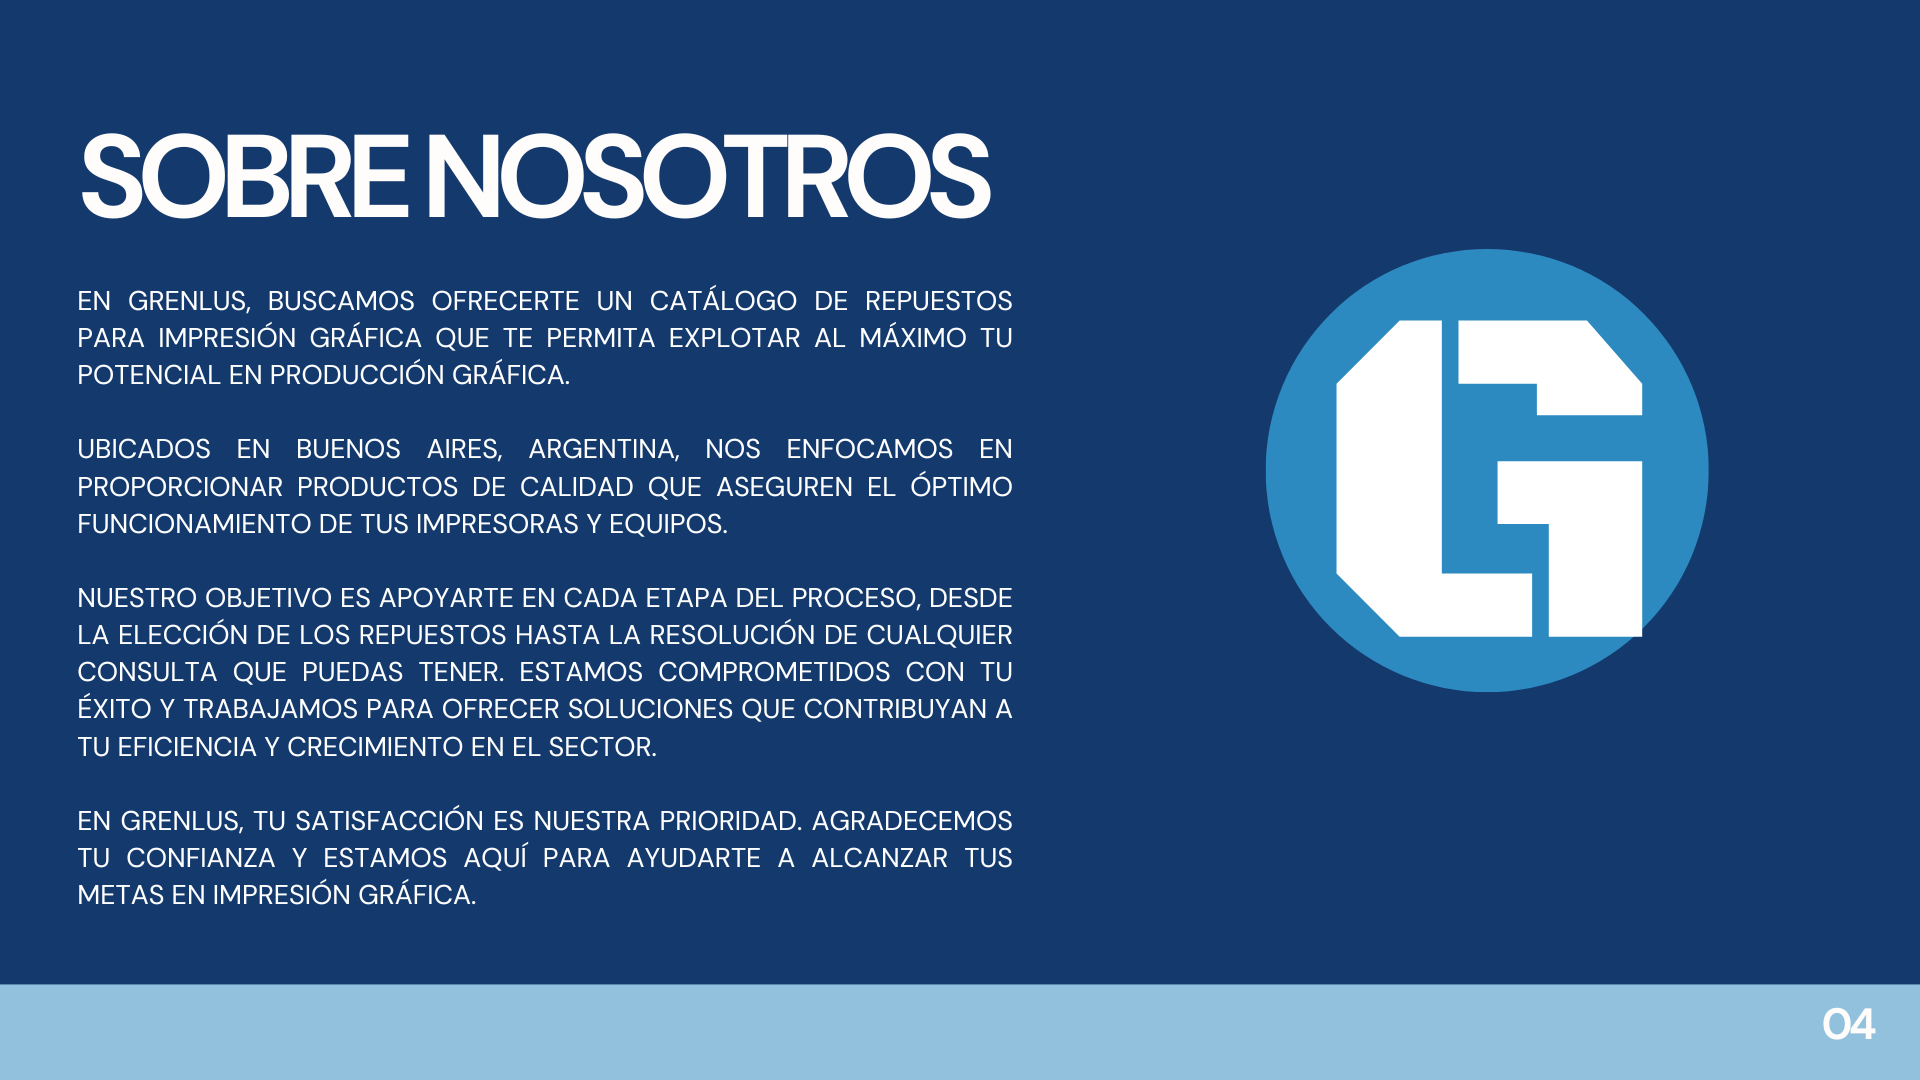 SOBRE NOSOTROS
EN GRENLUS, BUSCAMOS OFRECERTE UN CATÁLOGO DE REPUESTOS
PARA IMPRESIÓN GRÁFICA QUE TE PERMITA EXPLOTAR AL MÁXIMO TU
POTENCIAL EN PRODUCCIÓN GRÁFICA.
UBICADOS EN BUENOS AIRES, ARGENTINA, NOS ENFOCAMOS EN
PROPORCIONAR PRODUCTOS DE CALIDAD QUE ASEGUREN EL ÓPTIMO
FUNCIONAMIENTO DE TUS IMPRESORAS Y EQUIPOS.
NUESTRO OBJETIVO ES APOYARTE EN CADA ETAPA DEL PROCESO, DESDE
LA ELECCIÓN DE LOS REPUESTOS HASTA LA RESOLUCIÓN DE CUALQUIER
CONSULTA QUE PUEDAS TENER. ESTAMOS COMPROMETIDOS CON TU
ÉXITO Y TRABAJAMOS PARA OFRECER SOLUCIONES QUE CONTRIBUYAN A
TU EFICIENCIA Y CRECIMIENTO EN EL SECTOR.
EN GRENLUS, TU SATISFACCIÓN ES NUESTRA PRIORIDAD. AGRADECEMOS
TU CONFIANZA Y ESTAMOS AQUÍ PARA AYUDARTE A ALCANZAR TUS
METAS EN IMPRESIÓN GRÁFICA.
04